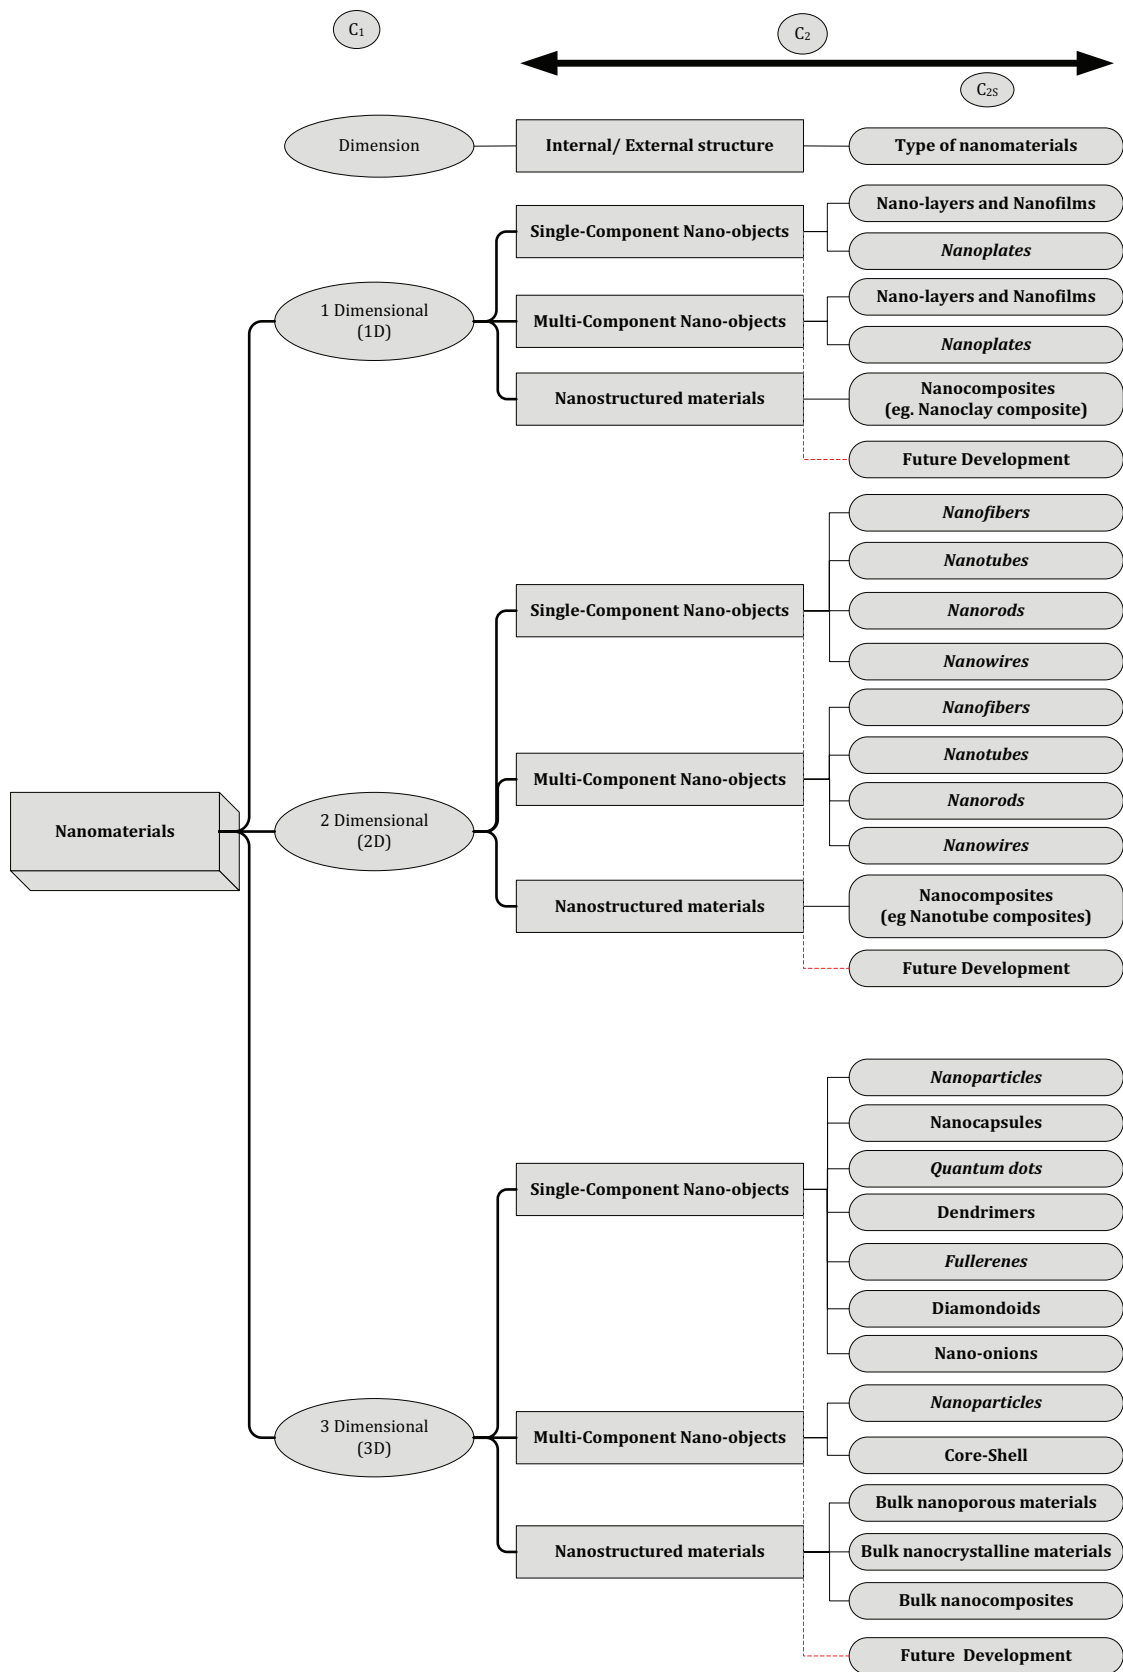 C1
C2
C2S
Dimension
Internal/ External structure
Type of nanomaterials
Nanomaterials
1 Dimensional
(1D)
Single-Component Nano-objects
Nano-layers and Nanofilms
Nanoplates
Multi-Component Nano-objects
Nano-layers and Nanofilms
Nanoplates
Nanostructured materials
Nanocomposites
(eg. Nanoclay composite)
Future Development
2 Dimensional
(2D)
Single-Component Nano-objects
Nanofibers
Nanotubes
Nanorods
Nanowires
Multi-Component Nano-objects
Nanofibers
Nanotubes
Nanorods
Nanowires
Nanostructured materials
Nanocomposites
(eg Nanotube composites)
Future Development
3 Dimensional
(3D)
Single-Component Nano-objects
Nanoparticles
Nanocapsules
Quantum dots
Dendrimers
Fullerenes
Diamondoids
Nano-onions
Multi-Component Nano-objects
Nanoparticles
Core-Shell
Nanostructured materials
Bulk nanoporous materials
Bulk nanocrystalline materials
Bulk nanocomposites
Future Development